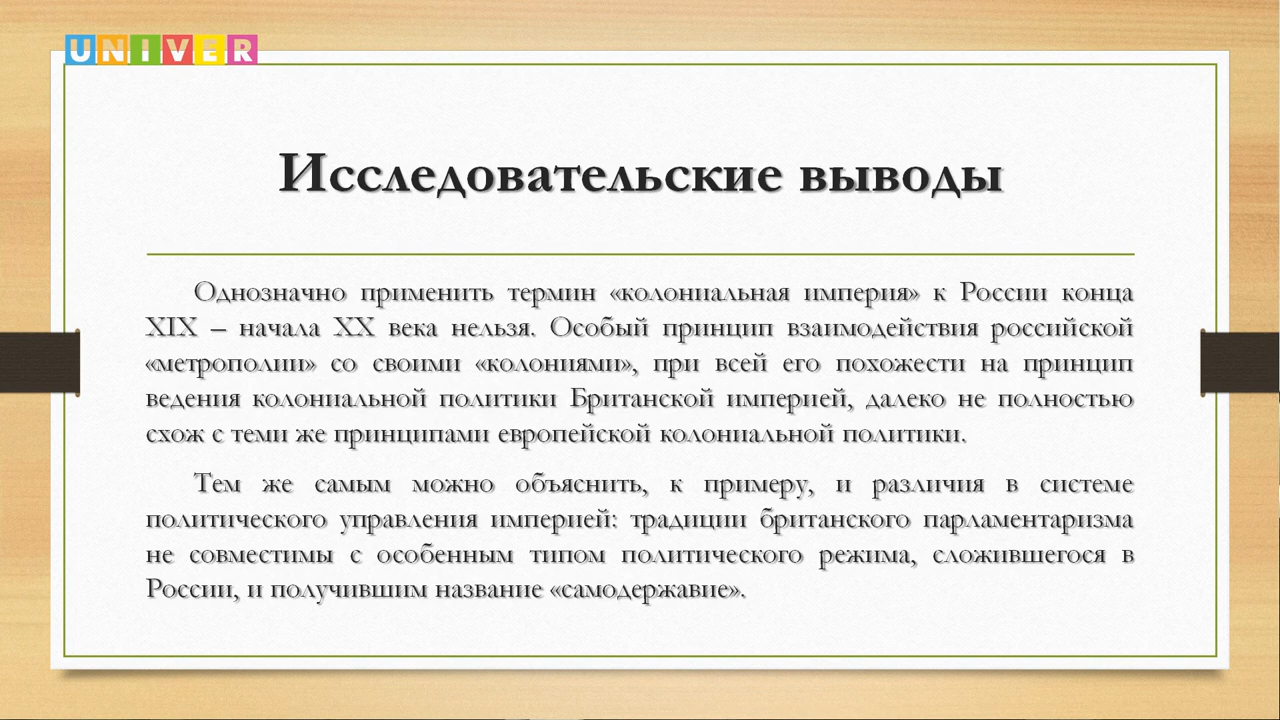 UNIVER
Исследовательские выводы
Однозначно применить термин «колониальная империя» к России конца
XIX – начала XX века нельзя. Особый принцип взаимодействия российской
«метрополии» со своими «колониями», при всей его похожести на принцип
ведения колониальной политики Британской империей, далеко не полностью
схож с теми же принципами европейской колониальной политики.
Тем же самым можно объяснить, к примеру, и различия в системе
политического управления империей: традиции британского парламентаризма
не совместимы с особенным типом политического режима, сложившегося в
России, и получившим название «самодержавие».